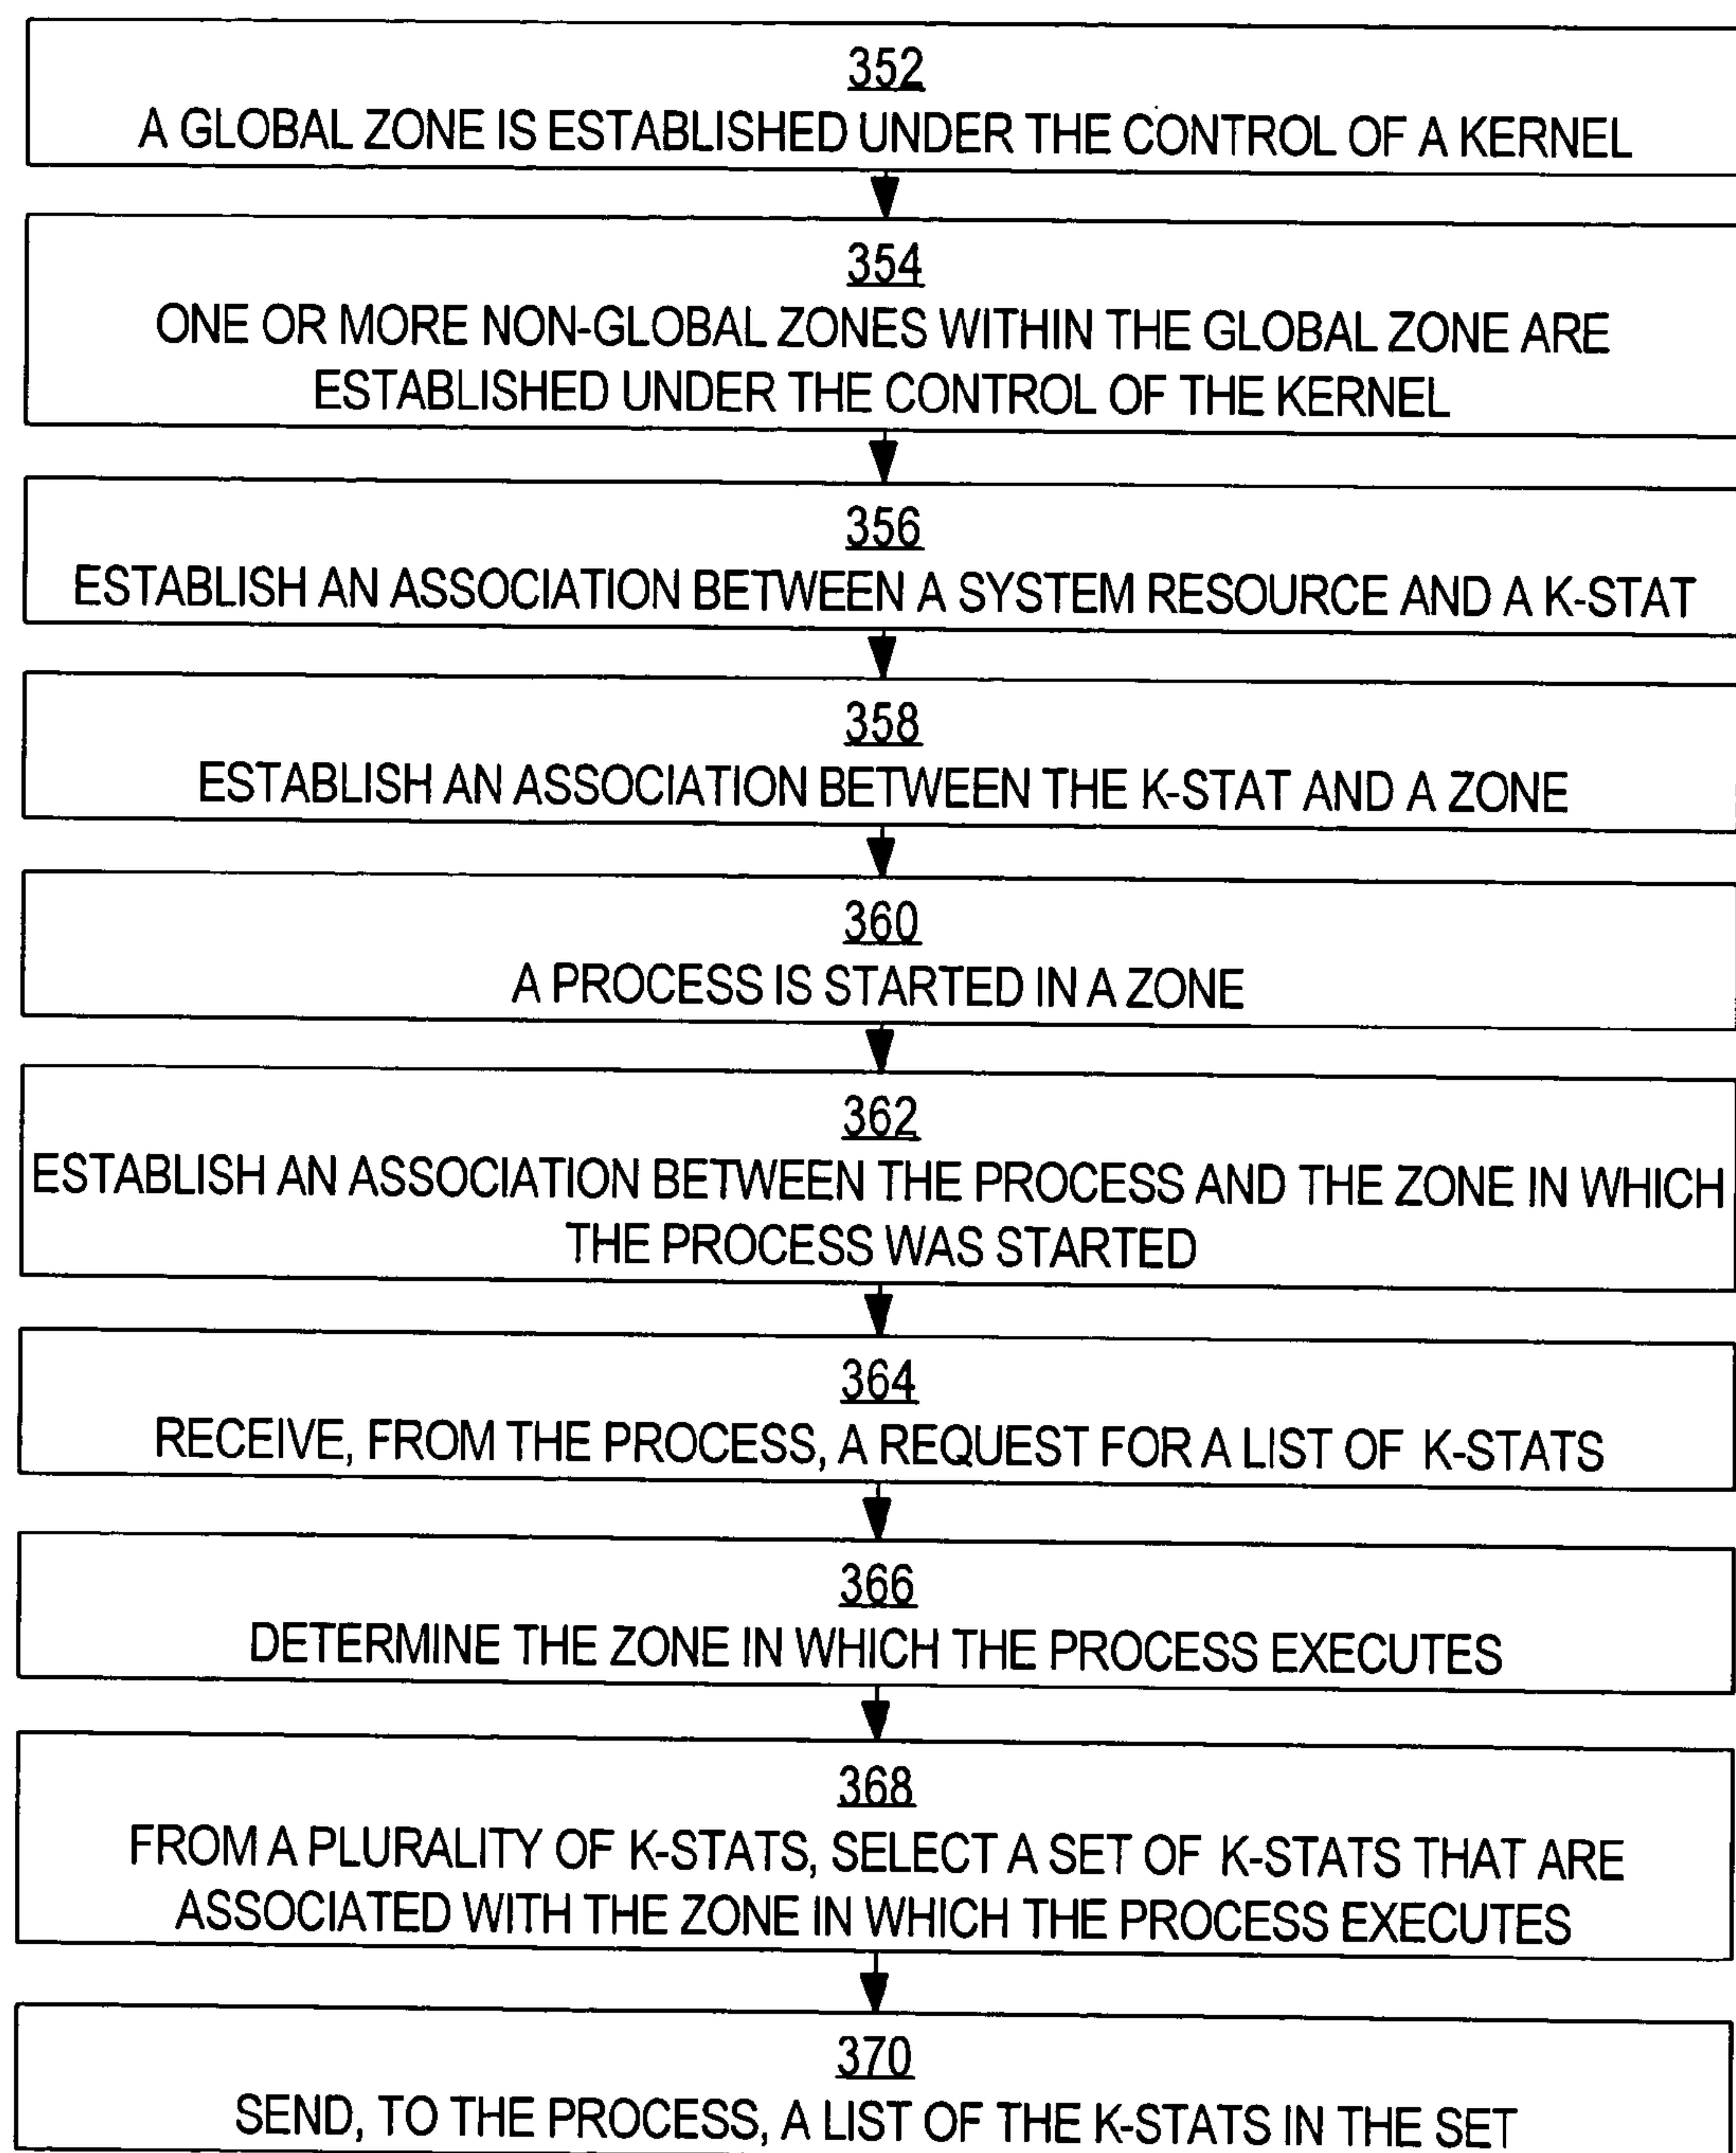 352
A GLOBAL ZONE IS ESTABLISHED UNDER THE CONTROL OF A KERNEL
354
ONE OR MORE NON-GLOBAL ZONES WITHIN THE GLOBAL ZONE ARE
ESTABLISHED UNDER THE CONTROL OF THE KERNEL
356
ESTABLISH AN ASSOCIATION BETWEEN A SYSTEM RESOURCE AND A K-STAT
358
ESTABLISH AN ASSOCIATION BETWEEN THE K-STAT AND A ZONE
360
A PROCESS IS STARTED IN A ZONE
362
ESTABLISH AN ASSOCIATION BETWEEN THE PROCESS AND THE ZONE IN WHICH
THE PROCESS WAS STARTED
364
RECEIVE, FROM THE PROCESS, A REQUEST FOR A LIST OF K-STATS
366
DETERMINE THE ZONE IN WHICH THE PROCESS EXECUTES
368
FROM A PLURALITY OF K-STATS, SELECT A SET OF K-STATS THAT ARE
ASSOCIATED WITH THE ZONE IN WHICH THE PROCESS EXECUTES
370
SEND, TO THE PROCESS, A LIST OF THE K-STATS IN THE SET